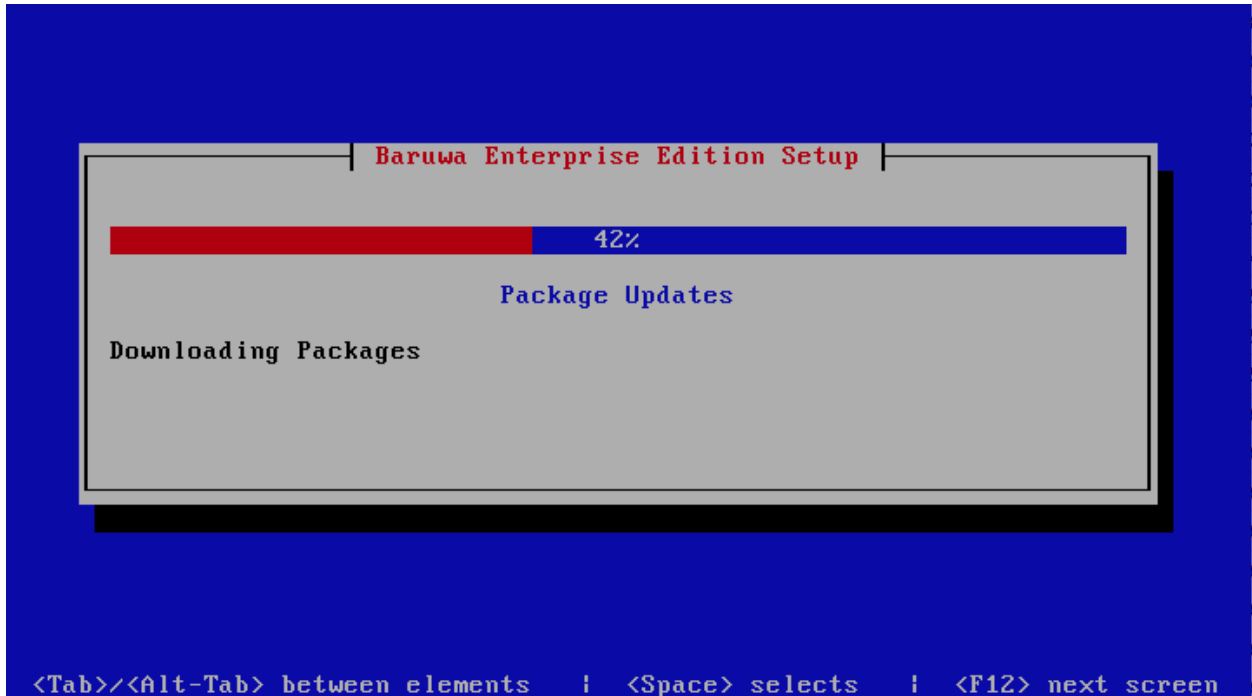 Baruwa Enterprise Edition Setup
42%
Package Updates
Downloading Packages
<Tab>/<Alt-Tab> between elements | <Space> selects | <F12> next screen